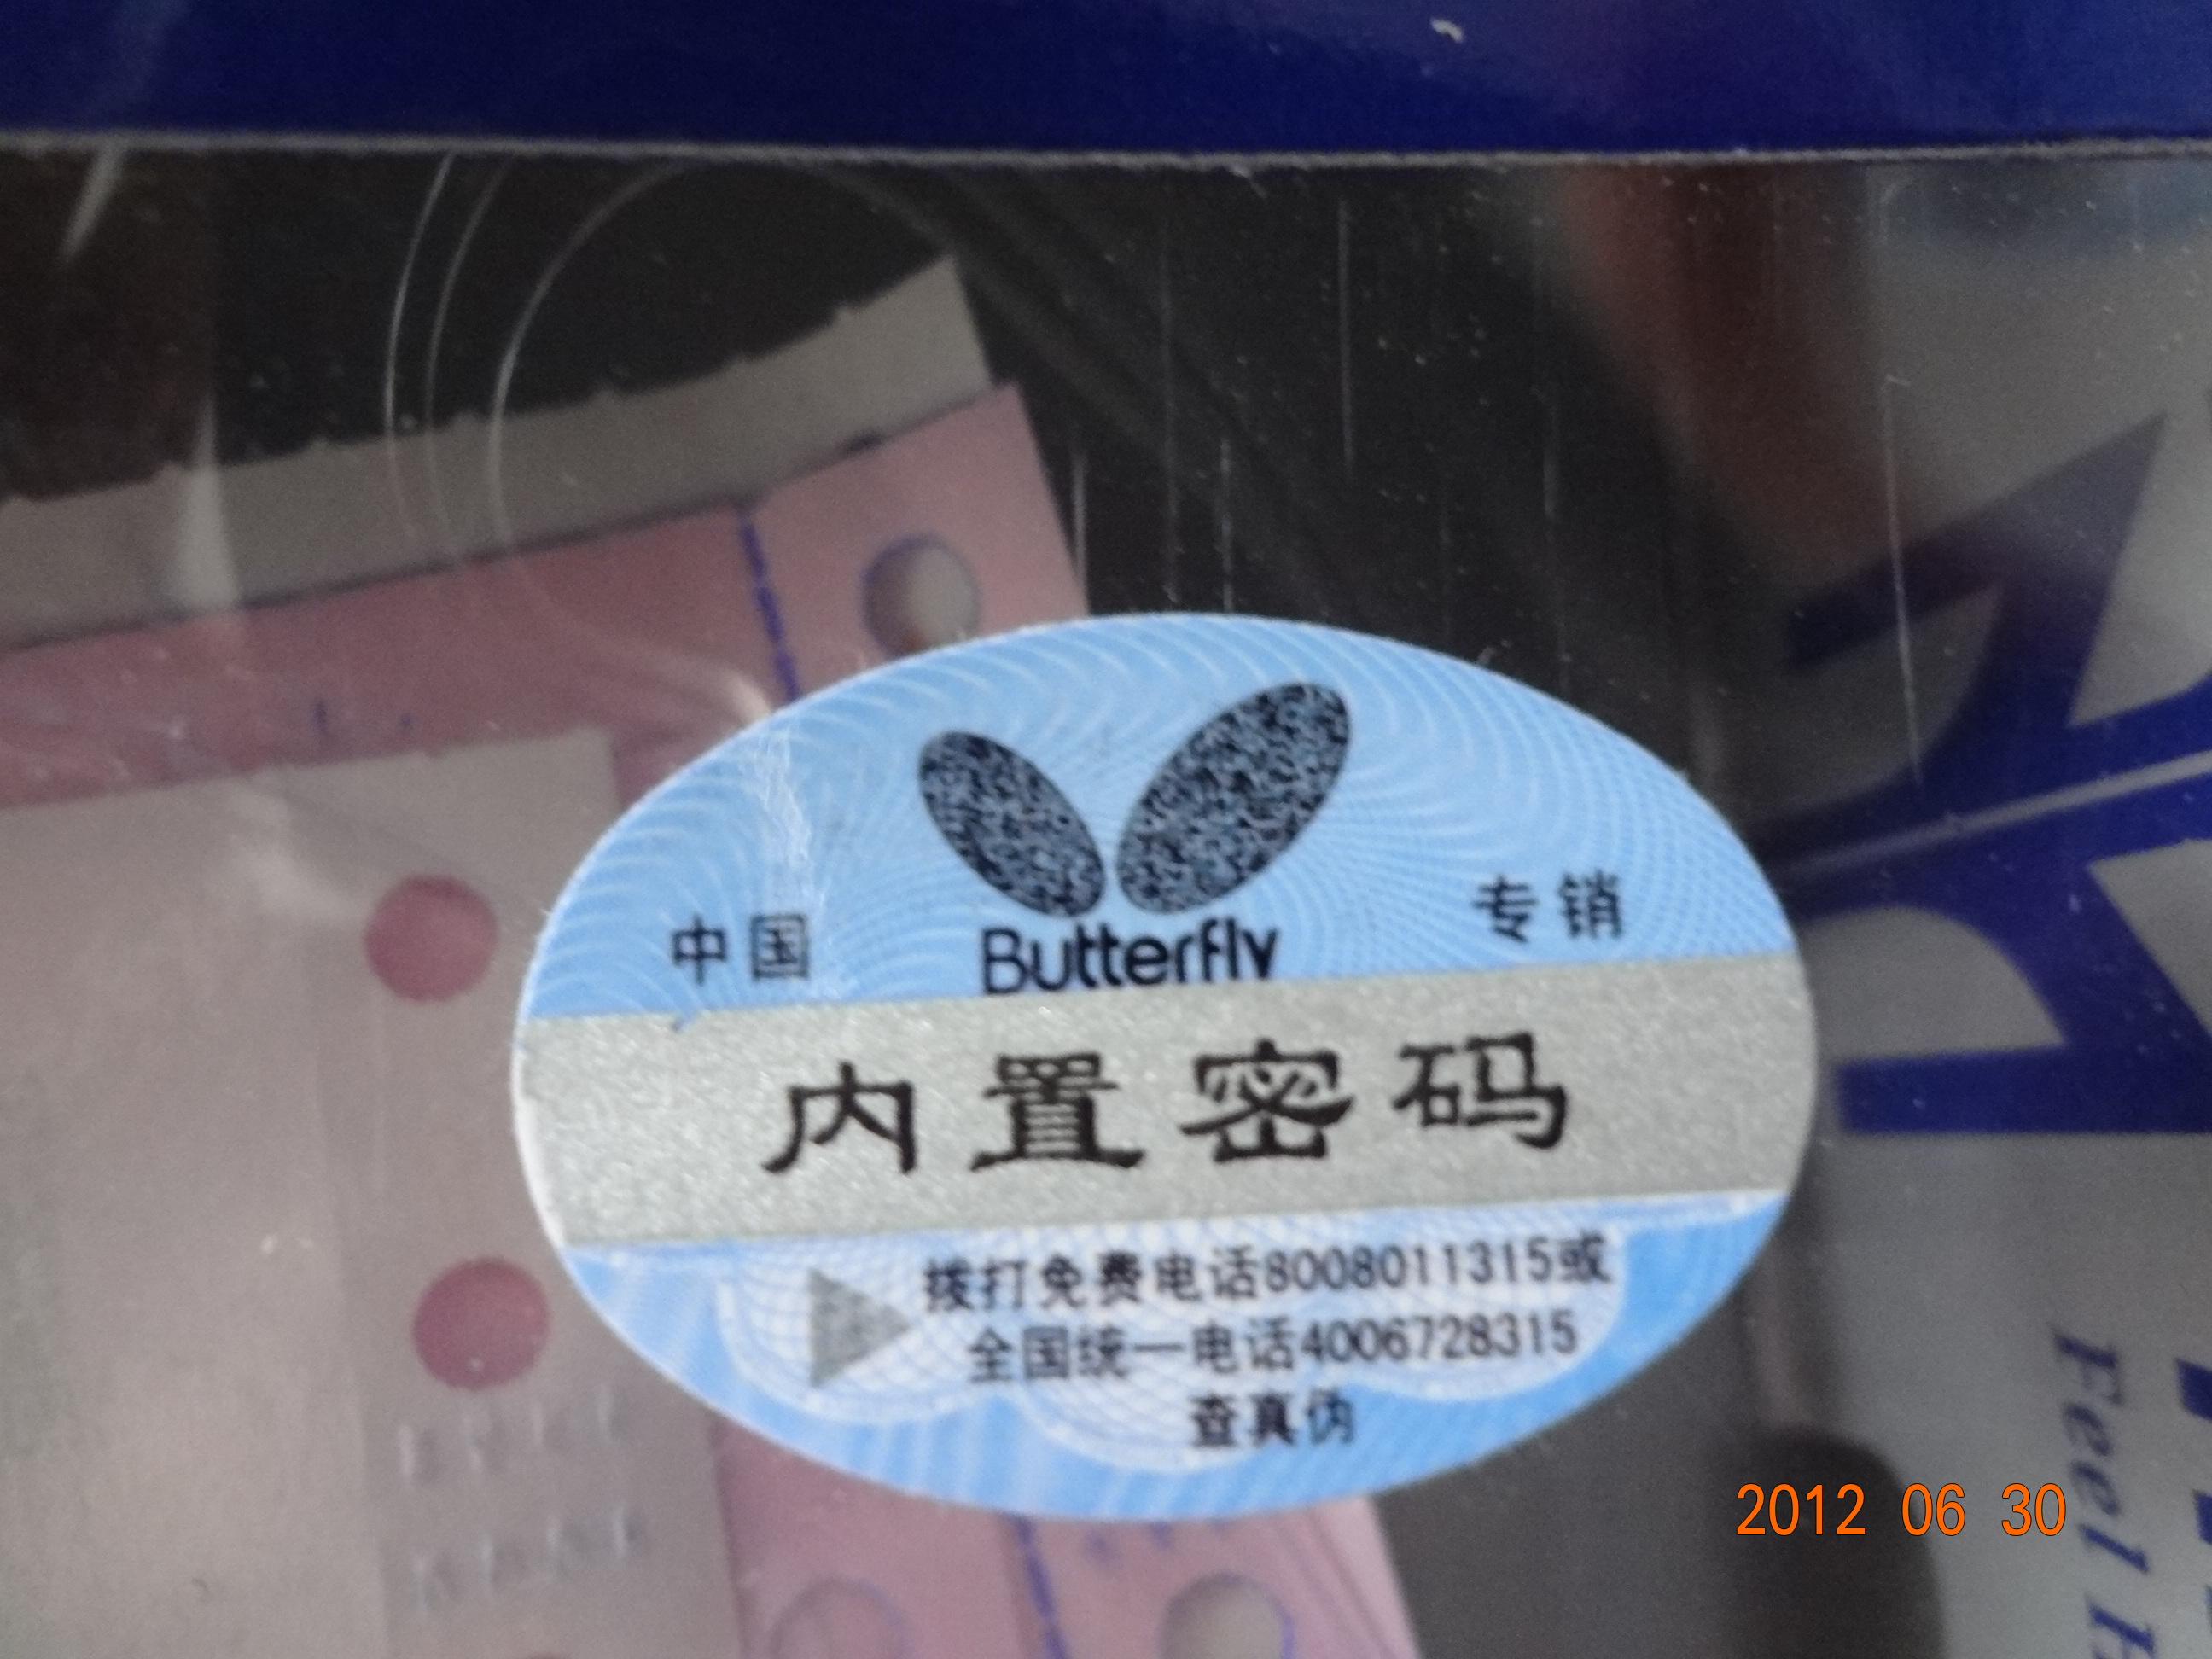 中国 Butterfly 专销
内置密码
拨打免费电话8008011315或
全国统一电话4006728315
查真伪
2012 06 30
Feel